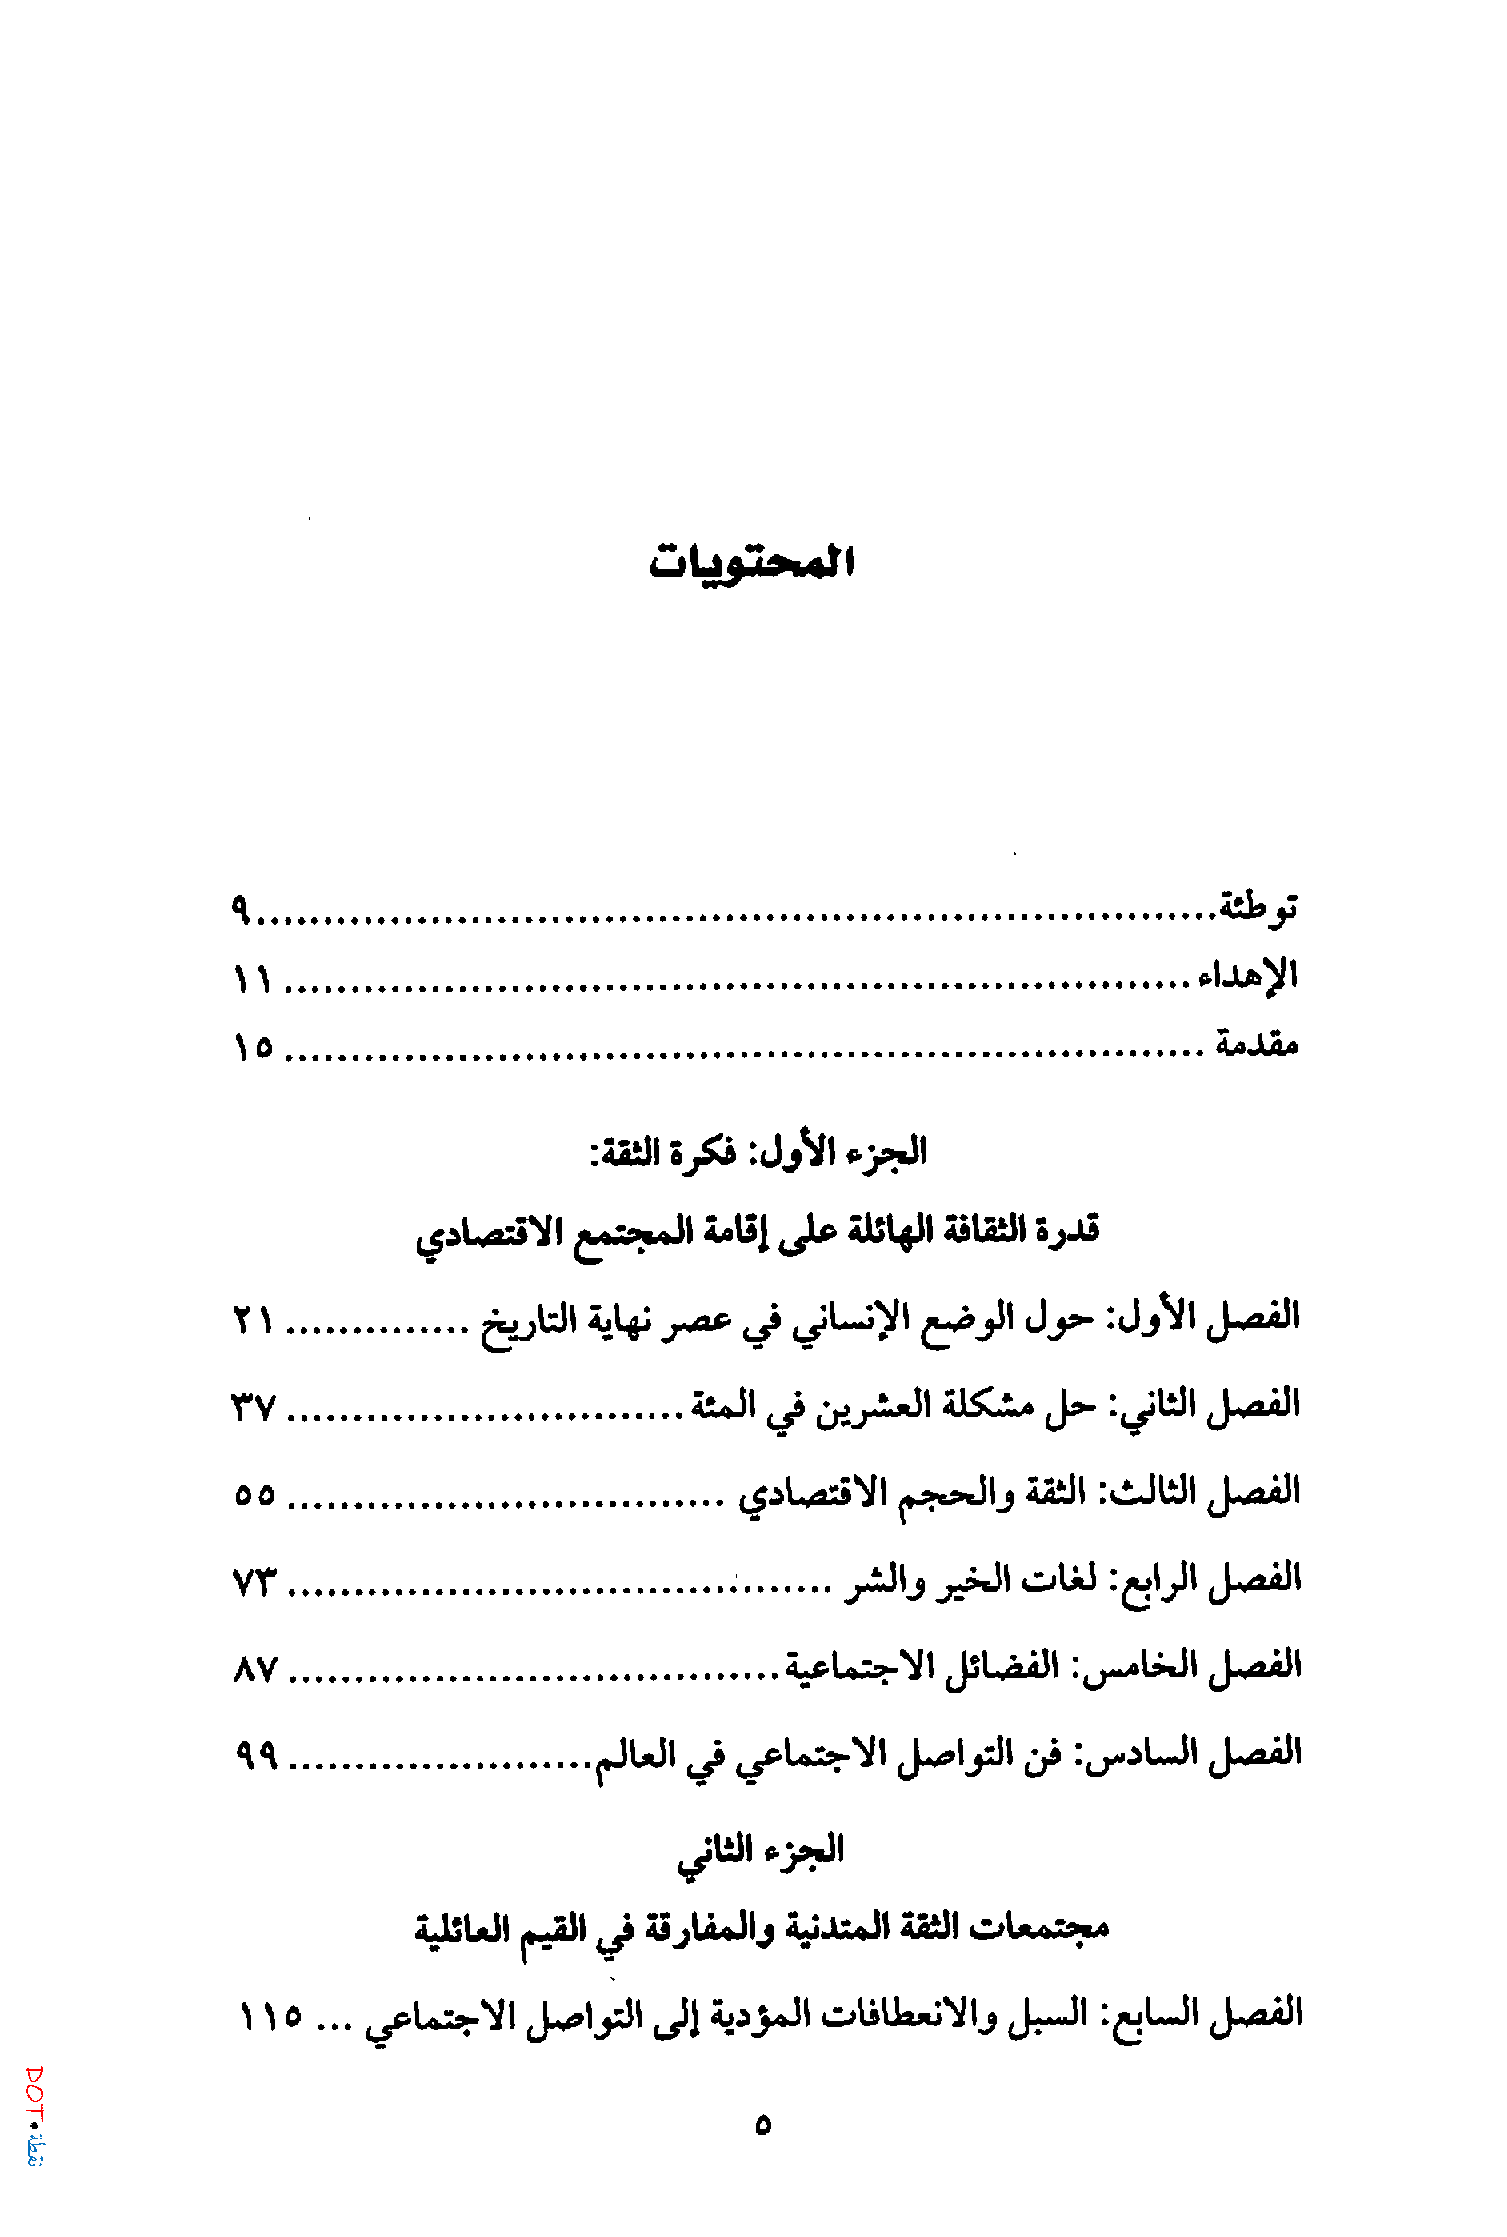 المحتويات
توطئة........................................................................٩
الإهداء .................................................................... ١١
مقدمة ..................................................................... ١٥
الجزء الأول: فكرة الثقة:
قدرة الثقافة الهائلة على إقامة المجتمع الاقتصادي
الفصل الأول: حول الوضع الإنساني في عصر نهاية التاريخ .............. ٢١
الفصل الثاني: حل مشكلة العشرين في المئة .............................. ٣٧
الفصل الثالث: الثقة والحجم الاقتصادي ................................. ٥٥
الفصل الرابع: لغات الخير والشر ......................................... ٧٣
الفصل الخامس: الفضائل الاجتماعية..................................... ٨٧
الفصل السادس: فن التواصل الاجتماعي في العالم....................... ٩٩
الجزء الثاني
مجتمعات الثقة المتدنية والمفارقة في القيم العائلية
الفصل السابع: السبل والانعطافات المؤدية إلى التواصل الاجتماعي ... ١١٥
٥
DOT • نقطة